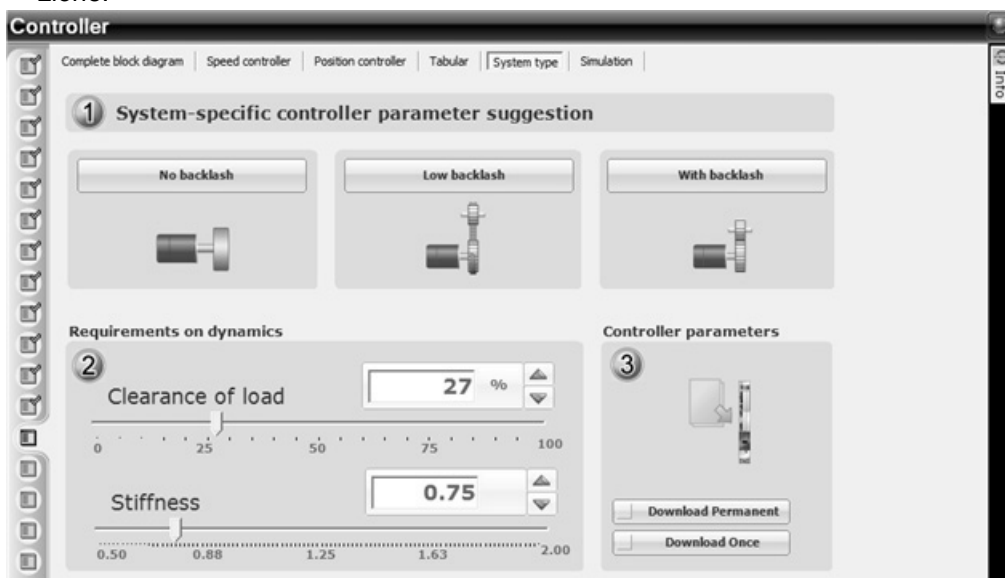 Controller
Info
Complete block diagram Speed controller Position controller Tabular System type Simulation
1 System-specific controller parameter suggestion
No backlash Low backlash With backlash
Requirements on dynamics
2
Clearance of load 27 %
0 25 50 75 100
Stiffness 0.75
0.50 0.88 1.25 1.63 2.00
Controller parameters
3
Download Permanent
Download Once